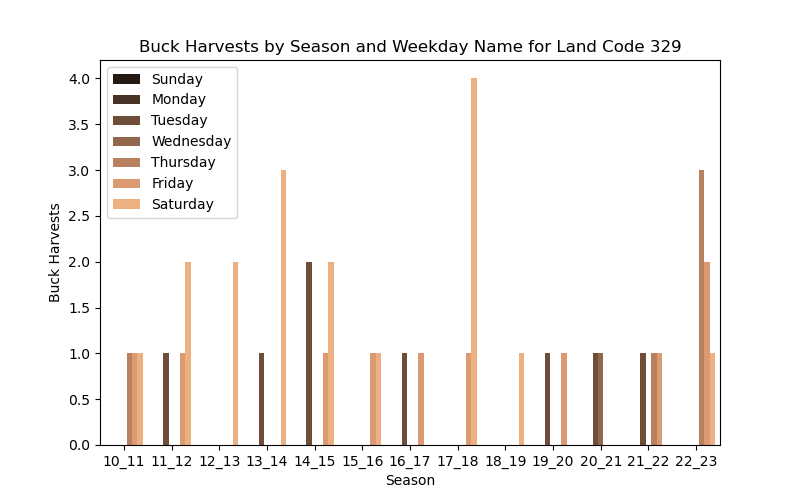 Buck Harvests by Season and Weekday Name for Land Code 329
Sunday
Monday
Tuesday
Wednesday
Thursday
Friday
Saturday
4.0
3.5
3.0
2.5
2.0
1.5
1.0
0.5
0.0
Buck Harvests
10_11 11_12 12_13 13_14 14_15 15_16 16_17 17_18 18_19 19_20 20_21 21_22 22_23
Season